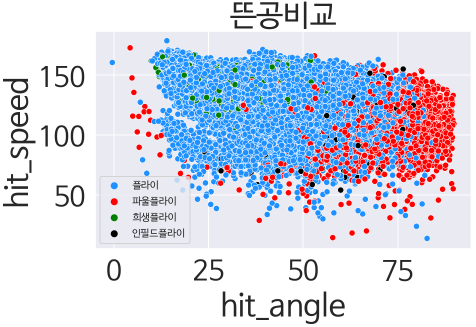 뜬공비교
150
100
50
hit_speed
플라이
파울플라이
희생플라이
인필드플라이
0 25 50 75
hit_angle